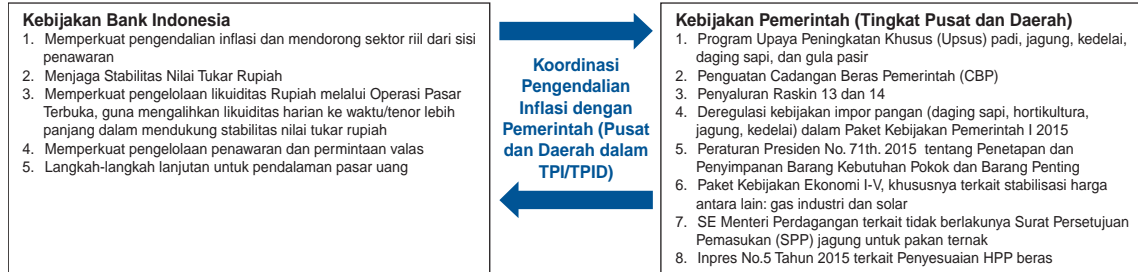 Kebijakan Bank Indonesia
1. Memperkuat pengendalian inflasi dan mendorong sektor riil dari sisi
penawaran
2. Menjaga Stabilitas Nilai Tukar Rupiah
3. Memperkuat pengelolaan likuiditas Rupiah melalui Operasi Pasar
Terbuka, guna mengalihkan likuiditas harian ke waktu/tenor lebih
panjang dalam mendukung stabilitas nilai tukar rupiah
4. Memperkuat pengelolaan penawaran dan permintaan valas
5. Langkah-langkah lanjutan untuk pendalaman pasar uang
Koordinasi
Pengendalian
Inflasi dengan
Pemerintah (Pusat
dan Daerah dalam
TPI/TPID)
Kebijakan Pemerintah (Tingkat Pusat dan Daerah)
1. Program Upaya Peningkatan Khusus (Upsus) padi, jagung, kedelai,
daging sapi, dan gula pasir
2. Penguatan Cadangan Beras Pemerintah (CBP)
3. Penyaluran Raskin 13 dan 14
4. Deregulasi kebijakan impor pangan (daging sapi, hortikultura,
jagung, kedelai) dalam Paket Kebijakan Pemerintah I 2015
5. Peraturan Presiden No. 71th. 2015 tentang Penetapan dan
Penyimpanan Barang Kebutuhan Pokok dan Barang Penting
6. Paket Kebijakan Ekonomi I-V, khususnya terkait stabilisasi harga
antara lain: gas industri dan solar
7. SE Menteri Perdagangan terkait tidak berlakunya Surat Persetujuan
Pemasukan (SPP) jagung untuk pakan ternak
8. Inpres No.5 Tahun 2015 terkait Penyesuaian HPP beras